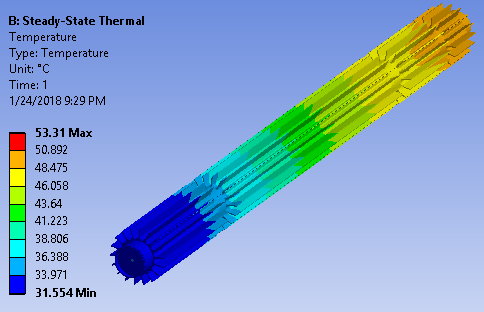 B: Steady-State Thermal
Temperature
Type: Temperature
Unit: °C
Time: 1
1/24/2018 9:29 PM
53.31 Max
50.892
48.475
46.058
43.64
41.223
38.806
36.388
33.971
31.554 Min